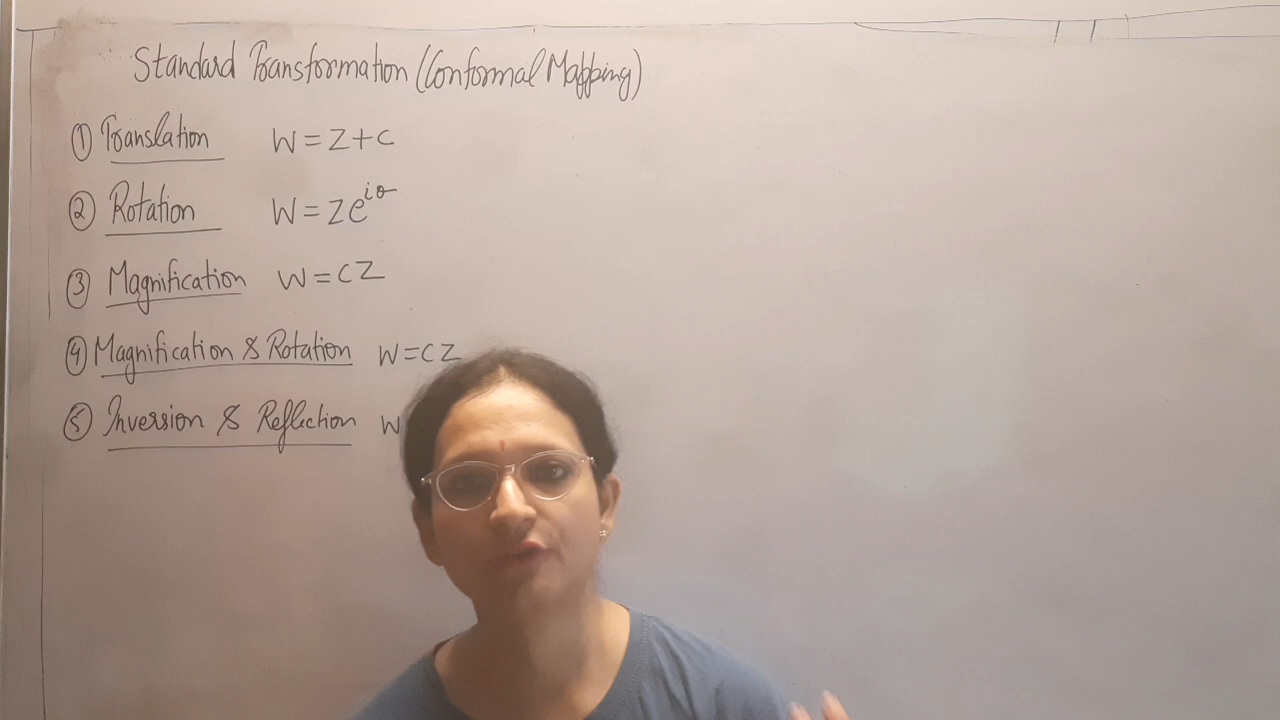 Standard Transformation (Conformal Mapping)
① Translation W = Z + C
② Rotation W = Z e^{iθ}
③ Magnification W = CZ
④ Magnification & Rotation W = CZ
⑤ Inversion & Reflection W